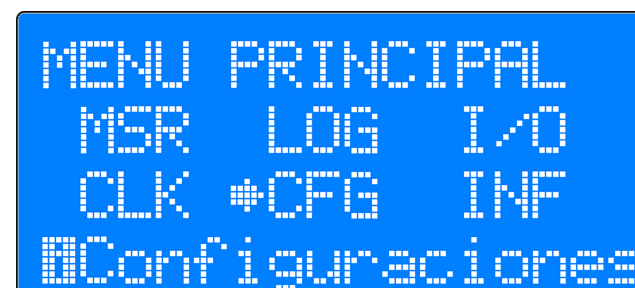 MENU PRINCIPAL
MSR LOG I/O
CLK →CFG INF
Configuraciones